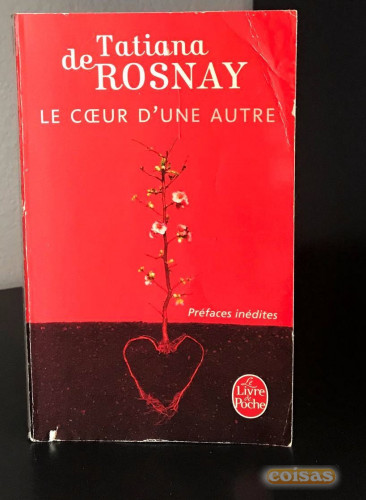 Tatiana
de ROSNAY
LE CŒUR D'UNE AUTRE
Préfaces inédites
Le
Livre
de
Poche
coisas